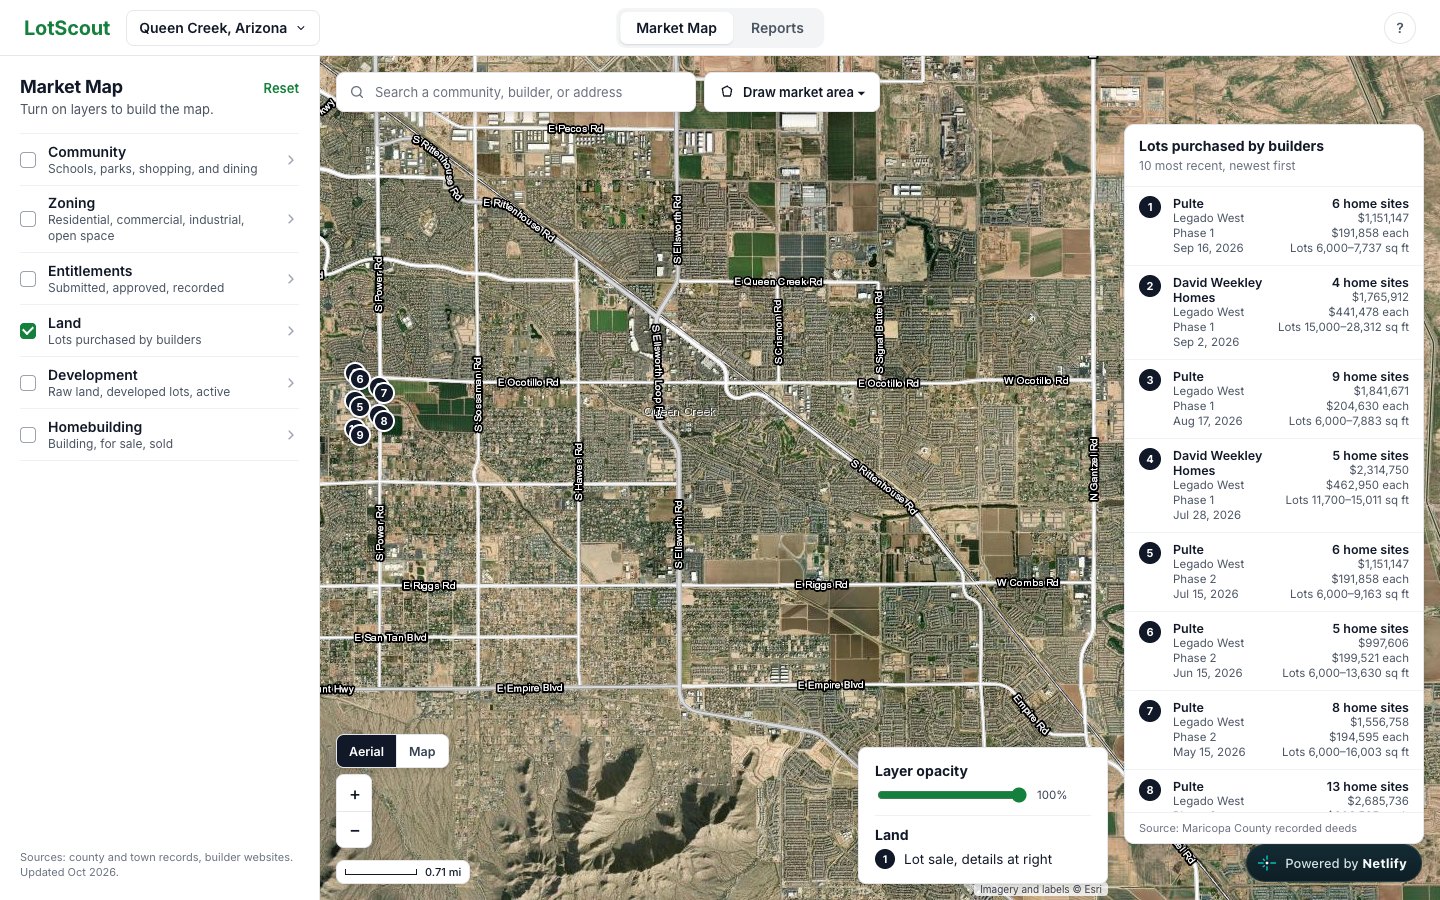 LotScout
Queen Creek, Arizona
Market Map
Reports
?
Market Map
Reset
Turn on layers to build the map.
Community
Schools, parks, shopping, and dining
Zoning
Residential, commercial, industrial,
open space
Entitlements
Submitted, approved, recorded
Land
Lots purchased by builders
Development
Raw land, developed lots, active
Homebuilding
Building, for sale, sold
Sources: county and town records, builder websites.
Updated Oct 2026.
Search a community, builder, or address
Draw market area
E Pecos Rd
S Rittenhouse Rd
E Rittenhouse Rd
S Ellsworth Rd
S Power Rd
E Queen Creek Rd
S Crismon Rd
S Signal Butte Rd
S Ellsworth Loop Rd
S Sossaman Rd
E Ocotillo Rd
E Ocotillo Rd
W Ocotillo Rd
Queen Creek
6
7
5
8
9
S Hawes Rd
N Gantzel Rd
S Rittenhouse Rd
S Power Rd
S Ellsworth Rd
E Riggs Rd
E Riggs Rd
W Combs Rd
E San Tan Blvd
nt Hwy
E Empire Blvd
E Empire Blvd
Empire Rd
Aerial
Map
+
−
0.71 mi
Layer opacity
100%
Land
1 Lot sale, details at right
Imagery and labels © Esri
Lots purchased by builders
10 most recent, newest first
1 Pulte 6 home sites
Legado West $1,151,147
Phase 1 $191,858 each
Sep 16, 2026 Lots 6,000–7,737 sq ft
2 David Weekley 4 home sites
Homes $1,765,912
Legado West $441,478 each
Phase 1 Lots 15,000–28,312 sq ft
Sep 2, 2026
3 Pulte 9 home sites
Legado West $1,841,671
Phase 1 $204,630 each
Aug 17, 2026 Lots 6,000–7,883 sq ft
4 David Weekley 5 home sites
Homes $2,314,750
Legado West $462,950 each
Phase 1 Lots 11,700–15,011 sq ft
Jul 28, 2026
5 Pulte 6 home sites
Legado West $1,151,147
Phase 2 $191,858 each
Jul 15, 2026 Lots 6,000–9,163 sq ft
6 Pulte 5 home sites
Legado West $997,606
Phase 2 $199,521 each
Jun 15, 2026 Lots 6,000–13,630 sq ft
7 Pulte 8 home sites
Legado West $1,556,758
Phase 2 $194,595 each
May 15, 2026 Lots 6,000–16,003 sq ft
8 Pulte 13 home sites
Legado West $2,685,736
Source: Maricopa County recorded deeds
Powered by Netlify